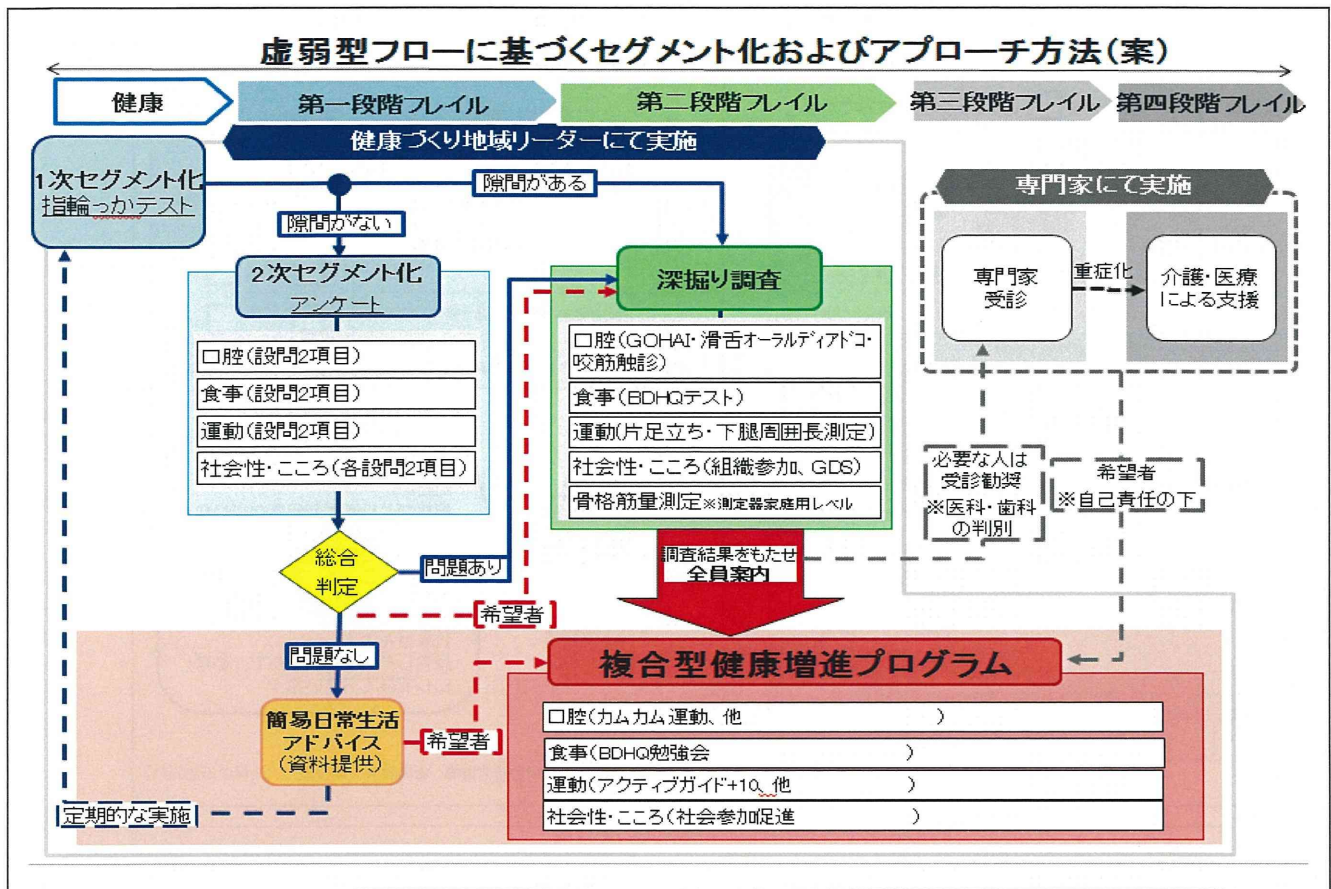 虚弱型フローに基づくセグメント化およびアプローチ方法(案)
健康
第一段階フレイル
第二段階フレイル
第三段階フレイル
第四段階フレイル
健康づくり地域リーダーにて実施
1次セグメント化
指輪っかテスト
隙間がある
隙間がない
専門家にて実施
2次セグメント化
アンケート
口腔(設問2項目)
食事(設問2項目)
運動(設問2項目)
社会性・こころ(各設問2項目)
深掘り調査
口腔(GOHAI・滑舌オーラルディアドコ・
咬筋触診)
食事(BDHQテスト)
運動(片足立ち・下腿周囲長測定)
社会性・こころ(組織参加、GDS)
骨格筋量測定※測定器家庭用レベル
専門家
受診
重症化
介護・医療
による支援
総合
判定
問題あり
希望者
問題なし
調査結果をもたせ
全員案内
必要な人は
受診勧奨
※医科・歯科
の判別
希望者
※自己責任の下
簡易日常生活
アドバイス
(資料提供)
希望者
定期的な実施
複合型健康増進プログラム
口腔(カムカム運動、他 )
食事(BDHQ勉強会 )
運動(アクティブガイド+10、他 )
社会性・こころ(社会参加促進 )